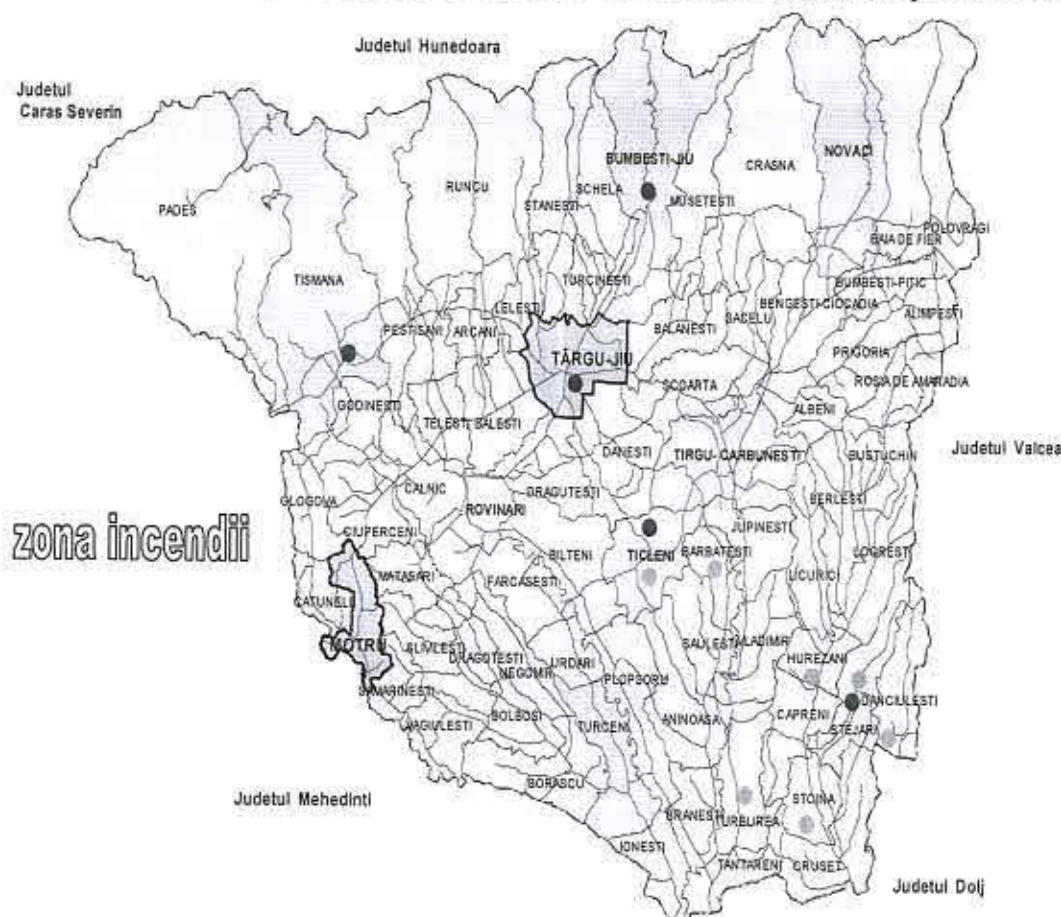 Judetul Hunedoara
Judetul
Caras Severin
BUMBESTI-JIU
CRASNA
NOVACI
RUNCU
SCHELA
MUSETESTI
STANESTI
PADES
POLOVRAGI
BAIA DE FIER
TISMANA
TURCINESTI
BUMBESTI-PITIC
BENGESTI-CIOCADIA
LELESTI
SACELU
ALIMPESTI
PESTISANI
ARCANI
BALANESTI
TÂRGU-JIU
PRIGORIA
SCOARTA
ROSIA DE AMARADIA
GODINESTI
ALBENI
TELESTI
BALESTI
Judetul Valcea
DANESTI
TIRGU-CARBUNESTI
BUSTUCHIN
CALNIC
DRAGUTESTI
GLOGOVA
ROVINARI
BERLESTI
zona incendii
CIUPERCENI
JUPINESTI
BILTENI
TICLENI
BARBATESTI
LOGRESTI
MATASARI
FARCASESTI
LICURICI
CATUNELE
MOTRU
SLIVLESTI
SAULESTI
VLADIMIR
DRAGOTESTI
URDARI
HUREZANI
NEGOMIR
PLOPSORU
SAMARINESTI
DANCIULESTI
BOLBOSI
CAPRENI
VAGIULESTI
TURCENI
ANINOASA
STEJARI
BORASCU
Judetul Mehedinti
STOINA
BRANESTI
TURBUREA
IONESTI
TANTARENI
CRUSET
Judetul Dolj